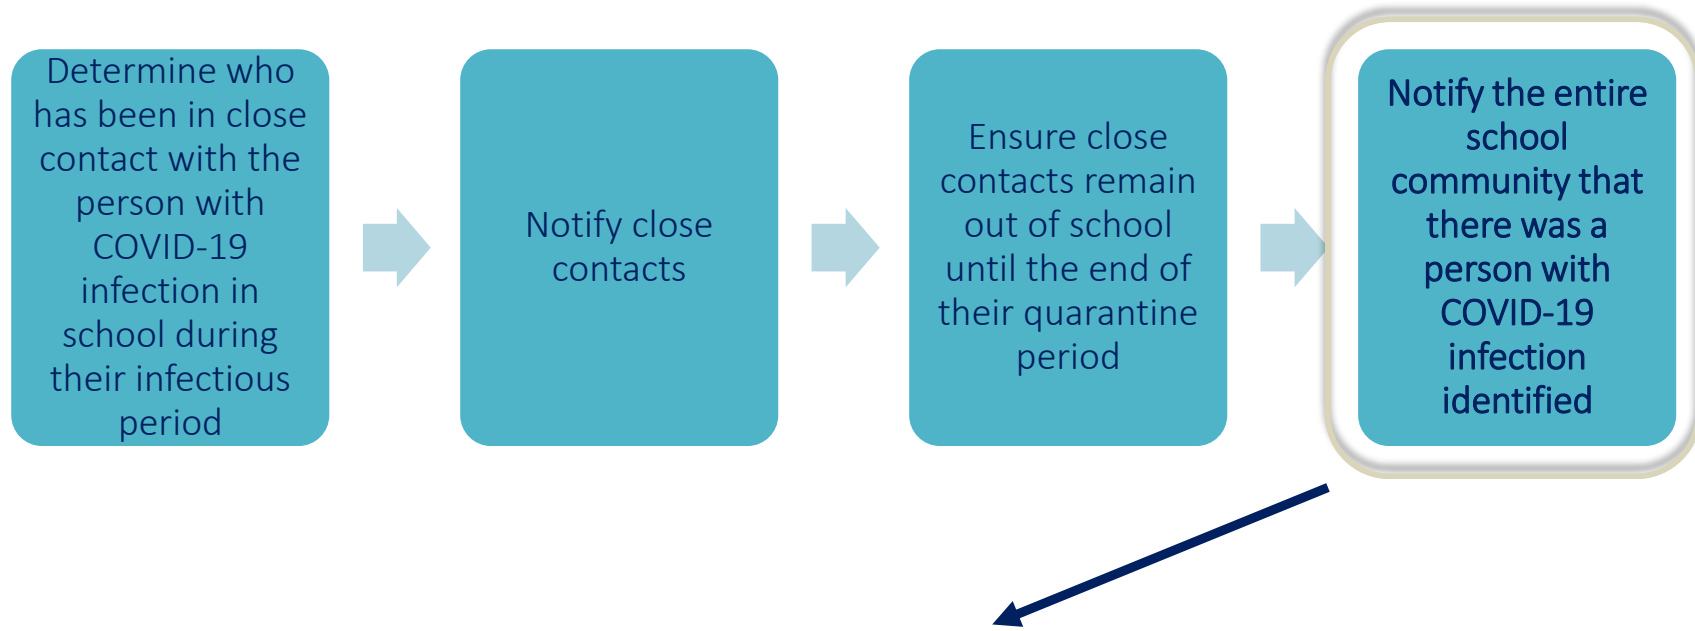 Determine who
has been in close
contact with the
person with
COVID-19
infection in
school during
their infectious
period
Notify close
contacts
Ensure close
contacts remain
out of school
until the end of
their quarantine
period
Notify the entire
school
community that
there was a
person with
COVID-19
infection
identified